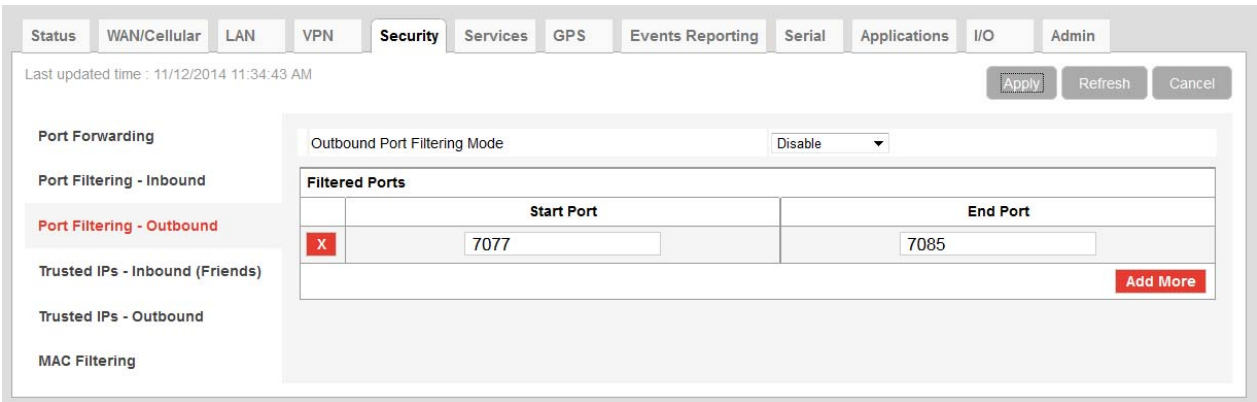 Status WAN/Cellular LAN VPN Security Services GPS Events Reporting Serial Applications I/O Admin
Last updated time : 11/12/2014 11:34:43 AM Apply Refresh Cancel
Port Forwarding
Port Filtering - Inbound
Port Filtering - Outbound
Trusted IPs - Inbound (Friends)
Trusted IPs - Outbound
MAC Filtering
Outbound Port Filtering Mode Disable
Filtered Ports
Start Port End Port
X 7077 7085
Add More